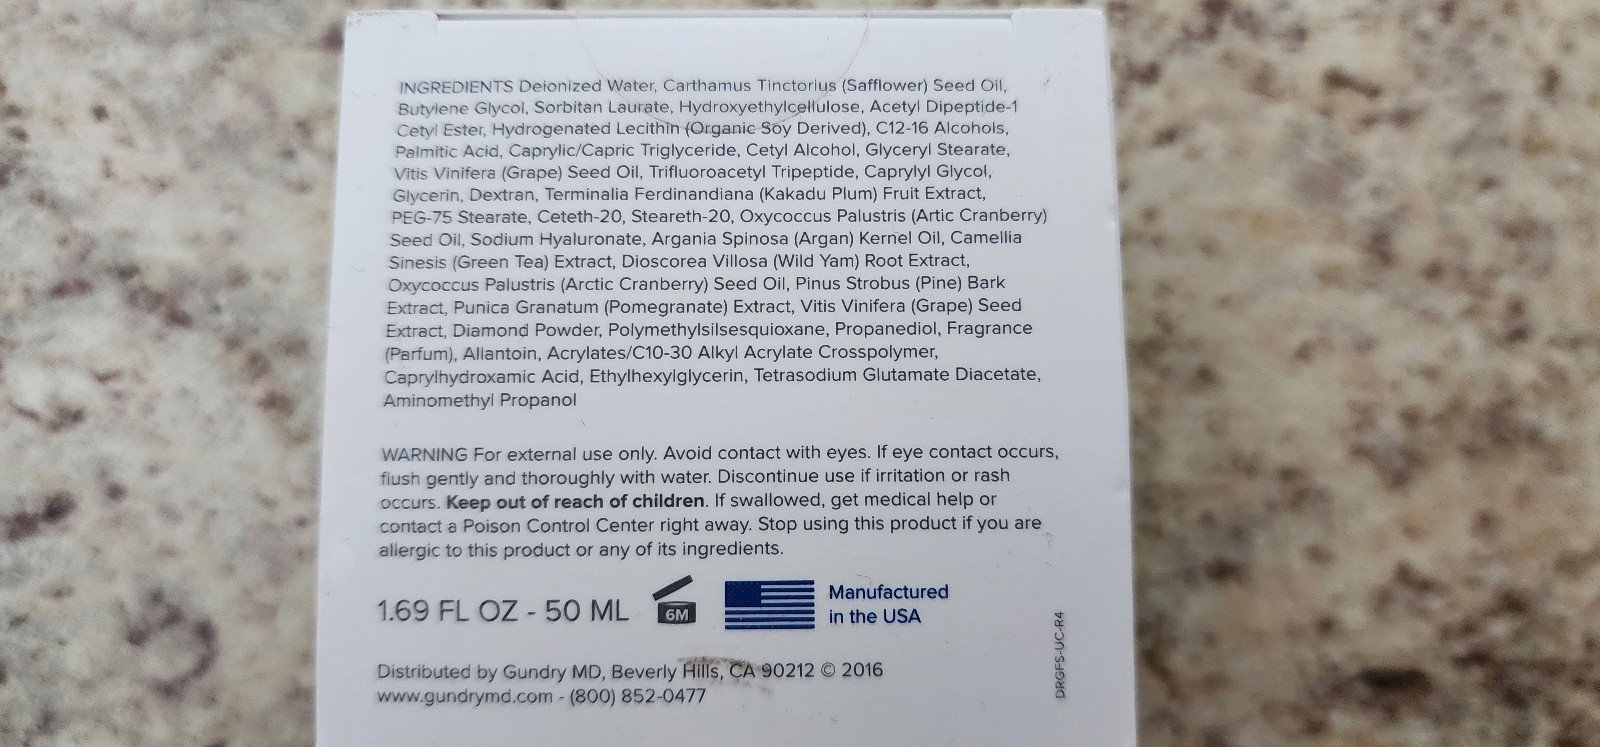 INGREDIENTS Deionized Water, Carthamus Tinctorius (Safflower) Seed Oil,
Butylene Glycol, Sorbitan Laurate, Hydroxyethylcellulose, Acetyl Dipeptide-1
Cetyl Ester, Hydrogenated Lecithin (Organic Soy Derived), C12-16 Alcohols,
Palmitic Acid, Caprylic/Capric Triglyceride, Cetyl Alcohol, Glyceryl Stearate,
Vitis Vinifera (Grape) Seed Oil, Trifluoroacetyl Tripeptide, Caprylyl Glycol,
Glycerin, Dextran, Terminalia Ferdinandiana (Kakadu Plum) Fruit Extract,
PEG-75 Stearate, Ceteth-20, Steareth-20, Oxycoccus Palustris (Artic Cranberry)
Seed Oil, Sodium Hyaluronate, Argania Spinosa (Argan) Kernel Oil, Camellia
Sinesis (Green Tea) Extract, Dioscorea Villosa (Wild Yam) Root Extract,
Oxycoccus Palustris (Arctic Cranberry) Seed Oil, Pinus Strobus (Pine) Bark
Extract, Punica Granatum (Pomegranate) Extract, Vitis Vinifera (Grape) Seed
Extract, Diamond Powder, Polymethylsilsesquioxane, Propanediol, Fragrance
(Parfum), Allantoin, Acrylates/C10-30 Alkyl Acrylate Crosspolymer,
Caprylhydroxamic Acid, Ethylhexylglycerin, Tetrasodium Glutamate Diacetate,
Aminomethyl Propanol
WARNING For external use only. Avoid contact with eyes. If eye contact occurs,
flush gently and thoroughly with water. Discontinue use if irritation or rash
occurs. Keep out of reach of children. If swallowed, get medical help or
contact a Poison Control Center right away. Stop using this product if you are
allergic to this product or any of its ingredients.
1.69 FL OZ - 50 ML
6M
Manufactured
in the USA
Distributed by Gundry MD, Beverly Hills, CA 90212 © 2016
www.gundrymd.com - (800) 852-0477
DRGFS-UC-R4